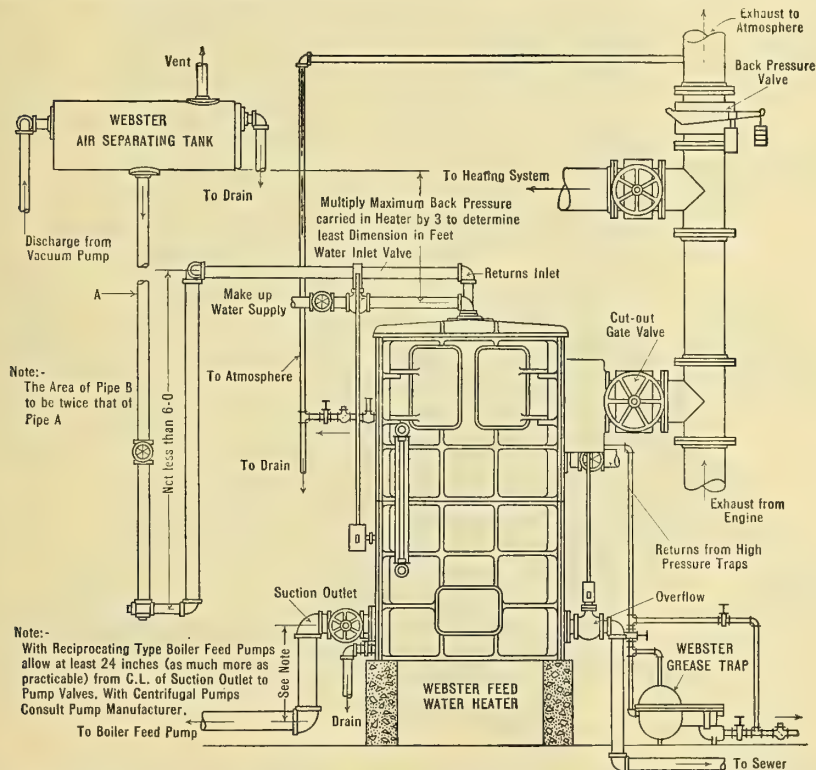 Exhaust to
Atmosphere
Vent
Back Pressure
Valve
WEBSTER
AIR SEPARATING TANK
To Drain
To Heating System
Multiply Maximum Back Pressure
carried in Heater by 3 to determine
least Dimension in Feet
Discharge from
Vacuum Pump
Water Inlet Valve
Returns Inlet
A
Make up
Water Supply
Cut-out
Gate Valve
Note:-
The Area of Pipe B
to be twice that of
Pipe A
Not less than 6-0
To Atmosphere
To Drain
Exhaust from
Engine
Returns from High
Pressure Traps
Suction Outlet
Overflow
Note:-
With Reciprocating Type Boiler Feed Pumps
allow at least 24 inches (as much more as
practicable) from C.L. of Suction Outlet to
Pump Valves. With Centrifugal Pumps
Consult Pump Manufacturer.
See Note
WEBSTER
GREASE TRAP
WEBSTER FEED
WATER HEATER
Drain
To Boiler Feed Pump
To Sewer